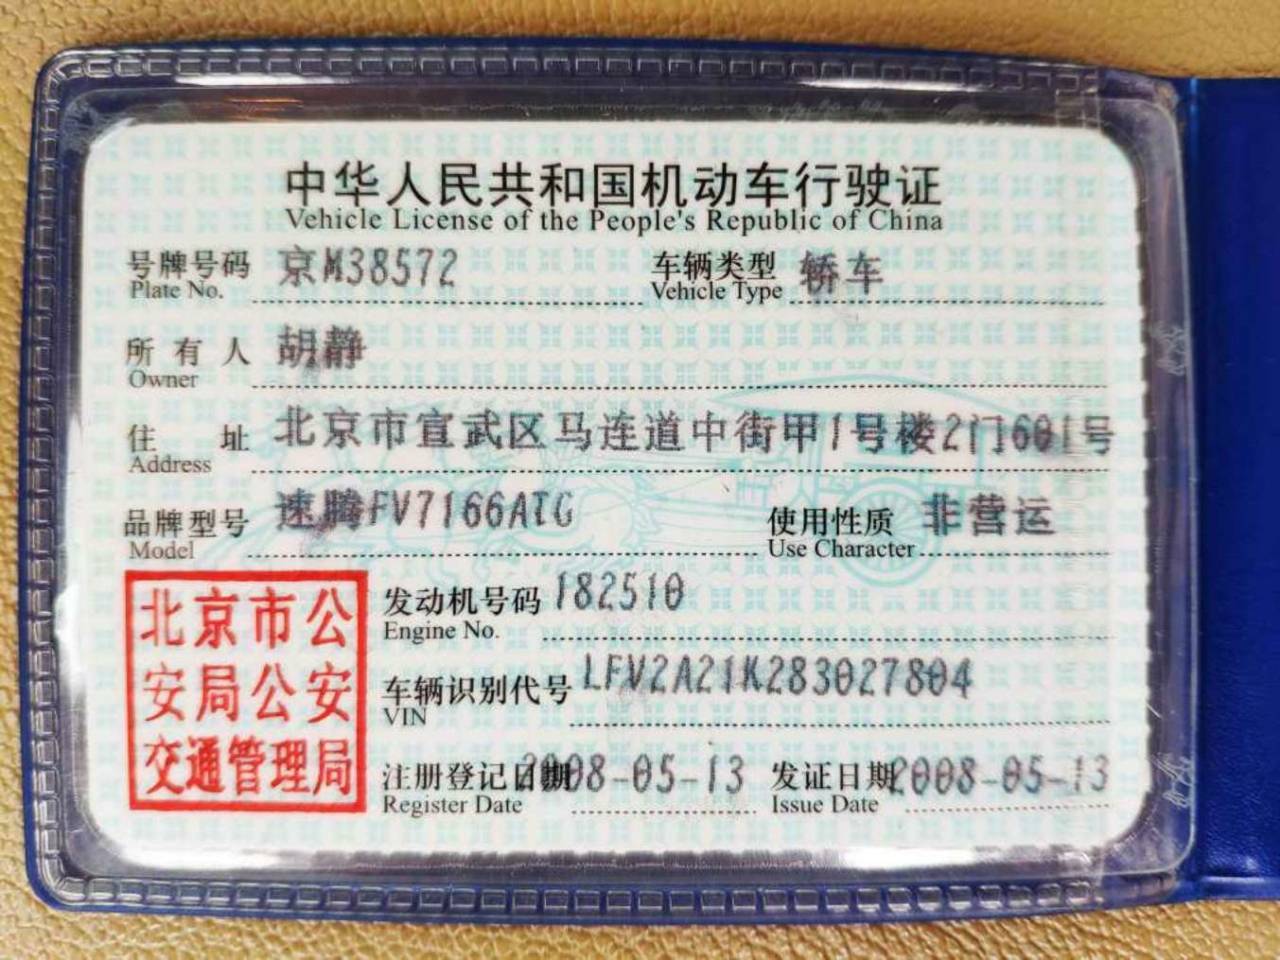 中华人民共和国机动车行驶证
Vehicle License of the People's Republic of China
号牌号码 京M38572 车辆类型 轿车
Plate No. Vehicle Type
所有人 胡静
Owner
住址 北京市宣武区马连道中街甲1号楼2门601号
Address
品牌型号 速腾FV7166ATG 使用性质 非营运
Model Use Character
北京市公
安局公安
交通管理局
发动机号码 182510
Engine No.
车辆识别代号 LFV2A21K283027804
VIN
注册登记日期 2008-05-13 发证日期 2008-05-13
Register Date Issue Date